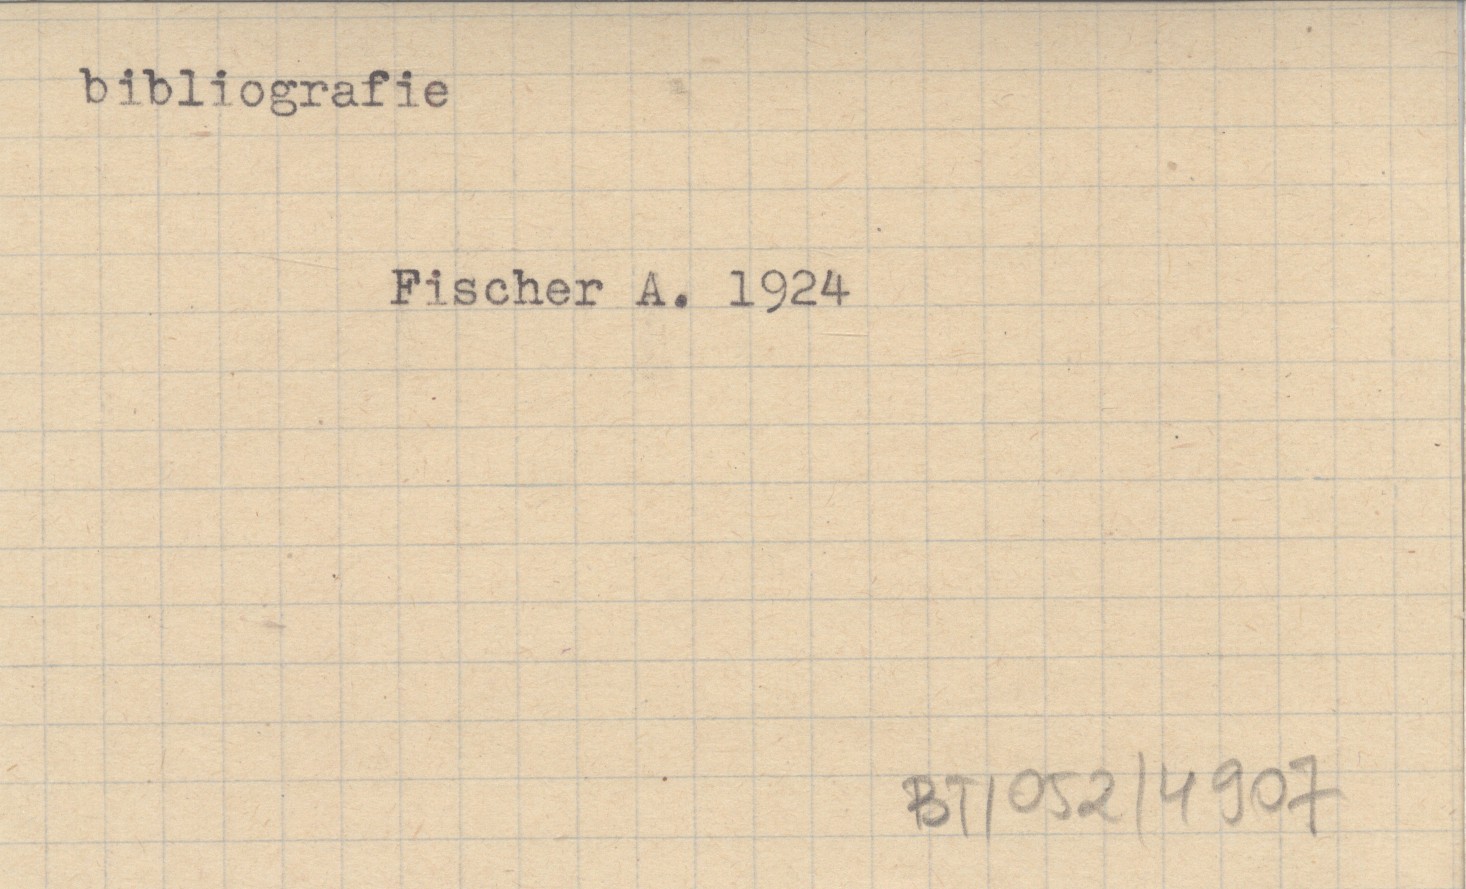 bibliografie
Fischer A. 1924
BT/052/4907